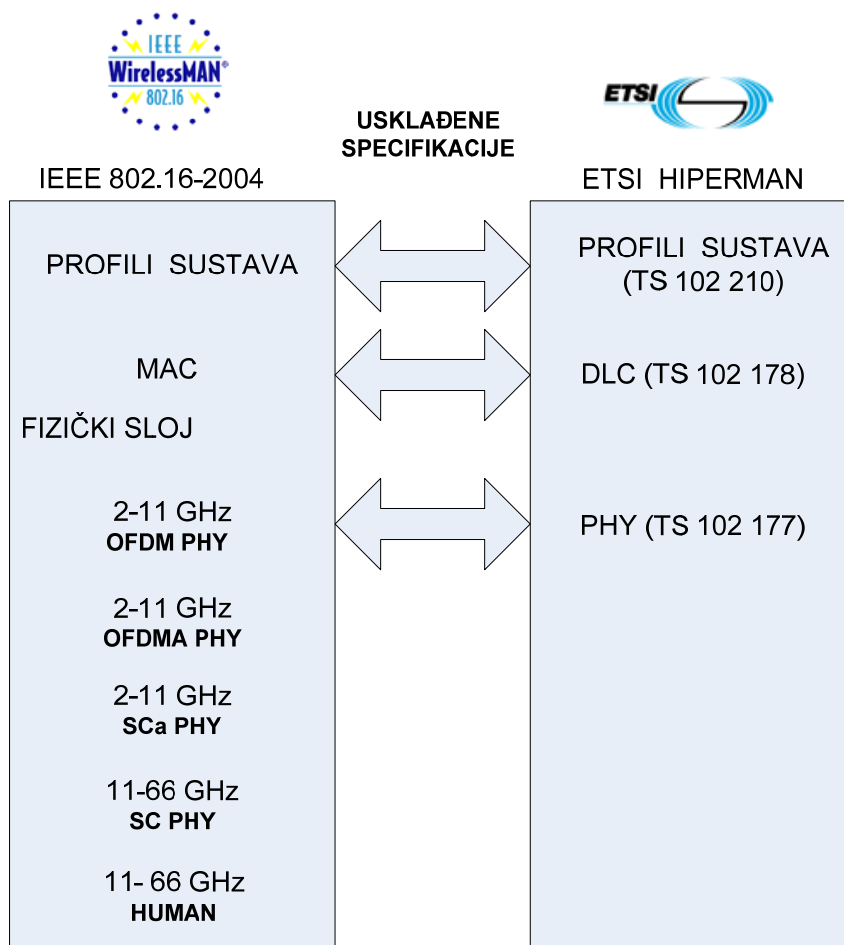 IEEE
WirelessMAN®
802.16
ETSI
USKLAĐENE
SPECIFIKACIJE
IEEE 802.16-2004
ETSI HIPERMAN
PROFILI SUSTAVA
PROFILI SUSTAVA
(TS 102 210)
MAC
DLC (TS 102 178)
FIZIČKI SLOJ
2-11 GHz
OFDM PHY
PHY (TS 102 177)
2-11 GHz
OFDMA PHY
2-11 GHz
SCa PHY
11-66 GHz
SC PHY
11- 66 GHz
HUMAN